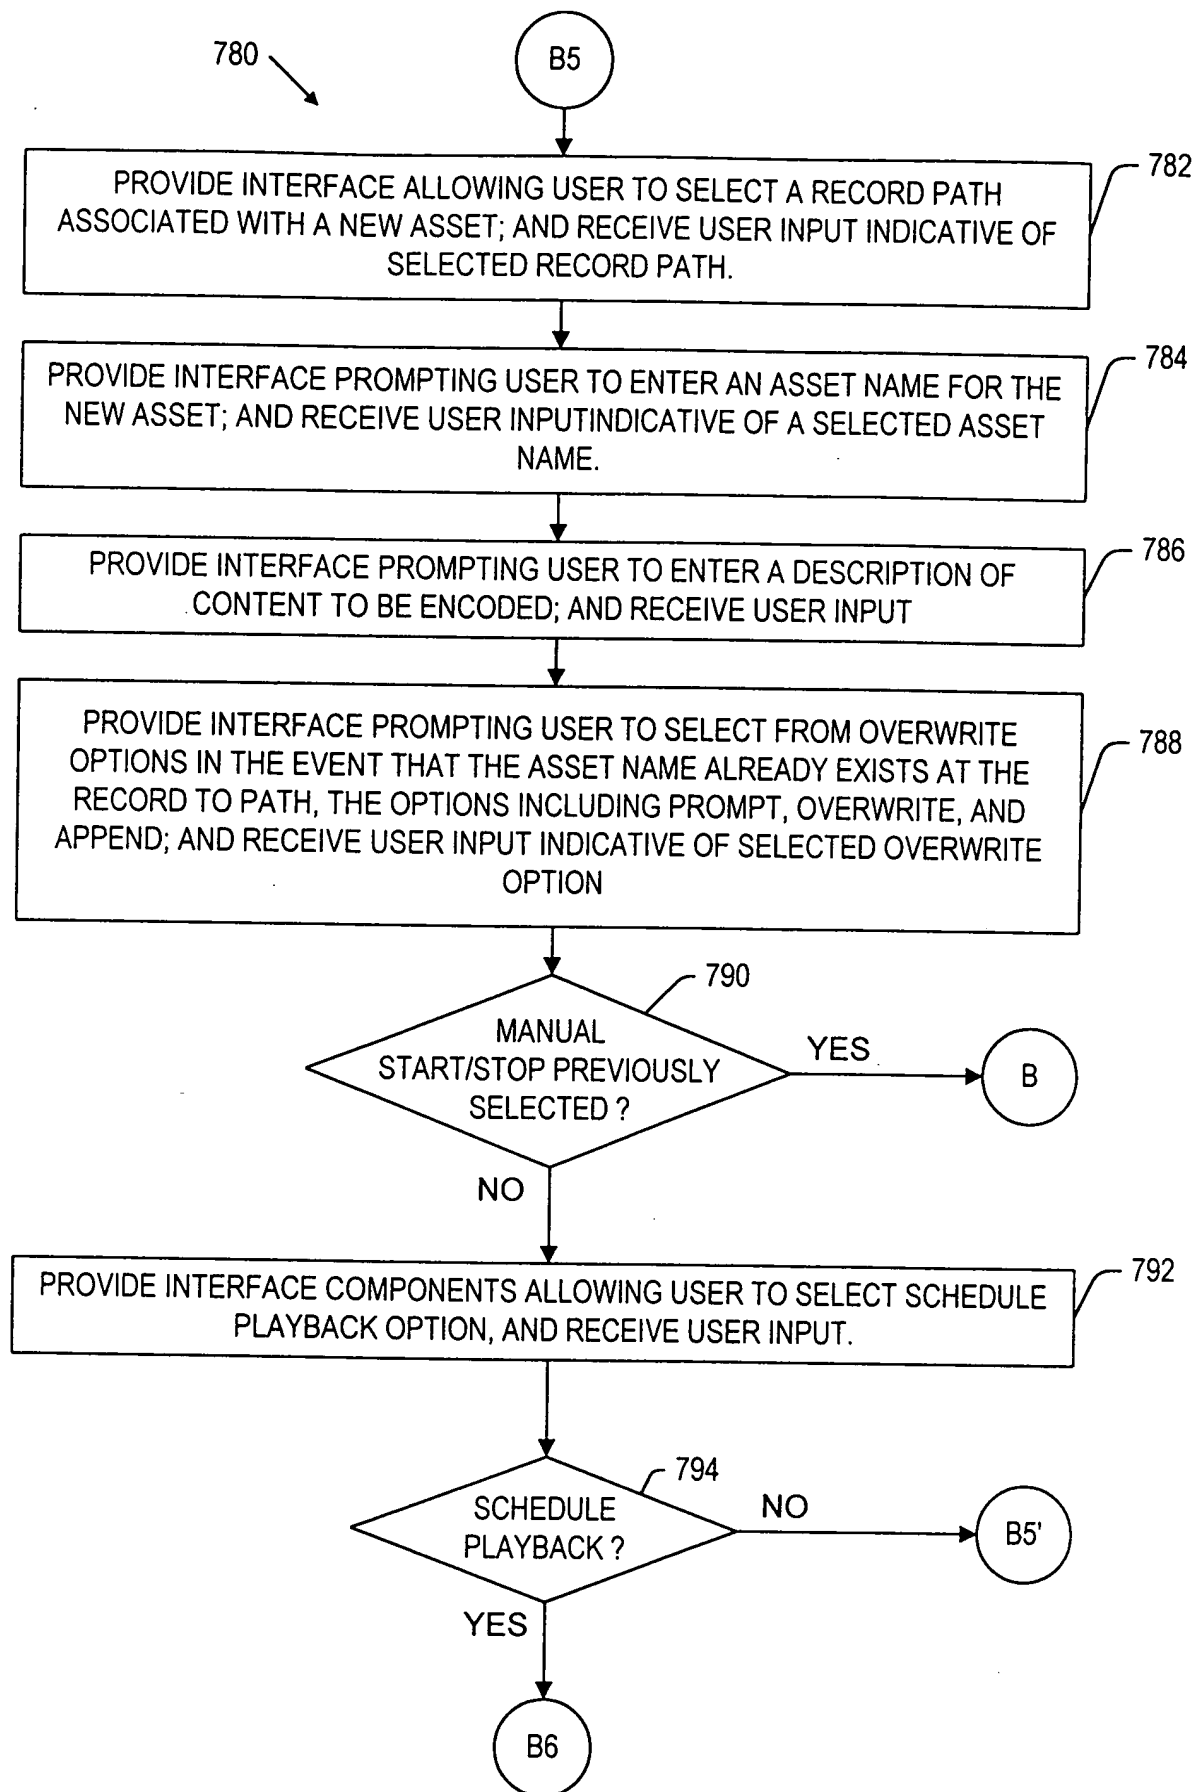 780
B5
782
PROVIDE INTERFACE ALLOWING USER TO SELECT A RECORD PATH
ASSOCIATED WITH A NEW ASSET; AND RECEIVE USER INPUT INDICATIVE OF
SELECTED RECORD PATH.
784
PROVIDE INTERFACE PROMPTING USER TO ENTER AN ASSET NAME FOR THE
NEW ASSET; AND RECEIVE USER INPUTINDICATIVE OF A SELECTED ASSET
NAME.
786
PROVIDE INTERFACE PROMPTING USER TO ENTER A DESCRIPTION OF
CONTENT TO BE ENCODED; AND RECEIVE USER INPUT
788
PROVIDE INTERFACE PROMPTING USER TO SELECT FROM OVERWRITE
OPTIONS IN THE EVENT THAT THE ASSET NAME ALREADY EXISTS AT THE
RECORD TO PATH, THE OPTIONS INCLUDING PROMPT, OVERWRITE, AND
APPEND; AND RECEIVE USER INPUT INDICATIVE OF SELECTED OVERWRITE
OPTION
790
MANUAL
START/STOP PREVIOUSLY
SELECTED ?
YES
B
NO
792
PROVIDE INTERFACE COMPONENTS ALLOWING USER TO SELECT SCHEDULE
PLAYBACK OPTION, AND RECEIVE USER INPUT.
794
SCHEDULE
PLAYBACK ?
NO
B5'
YES
B6